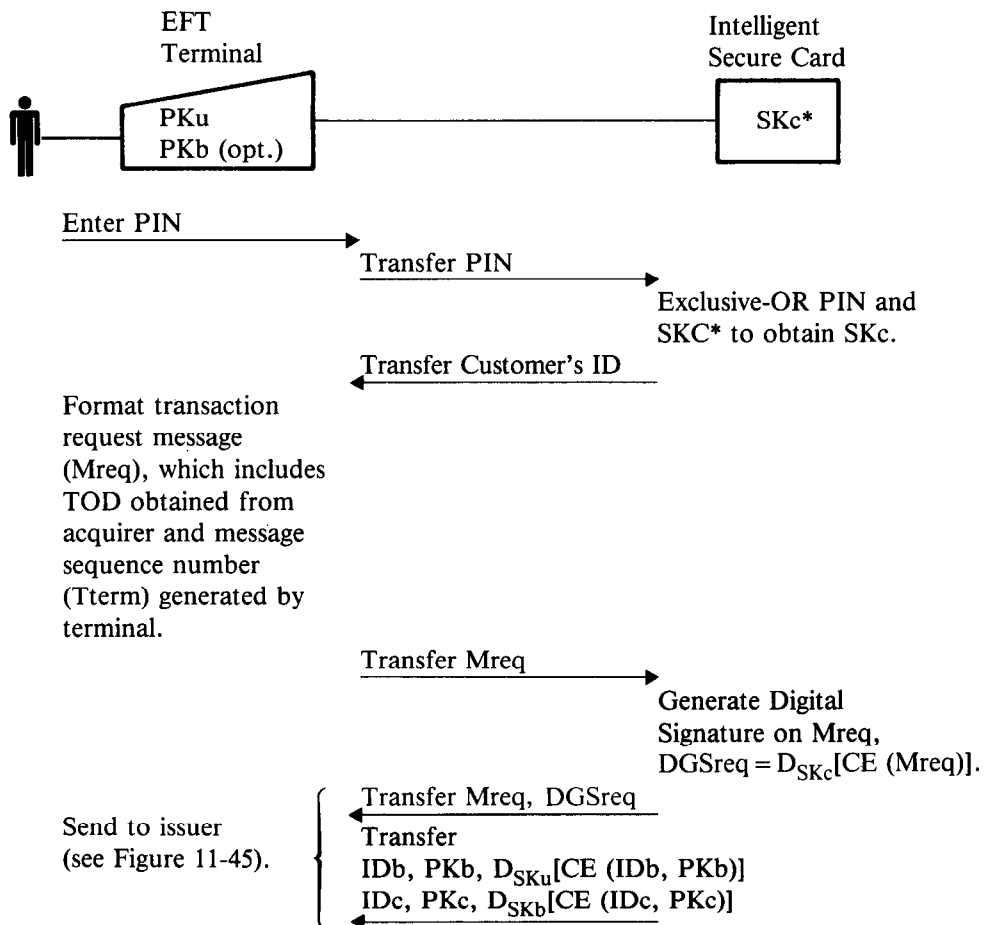 EFT
Terminal
Intelligent
Secure Card
PKu
PKb (opt.)
SKc*
Enter PIN
Transfer PIN
Exclusive-OR PIN and
SKC* to obtain SKc.
Transfer Customer's ID
Format transaction
request message
(Mreq), which includes
TOD obtained from
acquirer and message
sequence number
(Tterm) generated by
terminal.
Transfer Mreq
Generate Digital
Signature on Mreq,
DGSreq = D_SKc[CE (Mreq)].
Transfer Mreq, DGSreq
Send to issuer
(see Figure 11-45).
Transfer
IDb, PKb, D_SKu[CE (IDb, PKb)]
IDc, PKc, D_SKb[CE (IDc, PKc)]